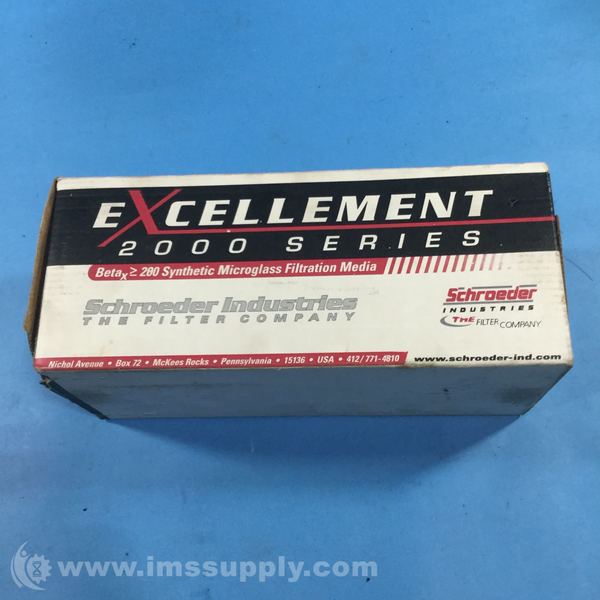 EXCELLEMENT
2000 SERIES
Betax ≥ 200 Synthetic Microglass Filtration Media
Schroeder Industries
THE FILTER COMPANY
Schroeder
INDUSTRIES
THE FILTER COMPANY
Nichol Avenue • Box 72 • McKees Rocks • Pennsylvania • 15136 • USA • 412/771-4810
www.schroeder-ind.com
www.imssupply.com